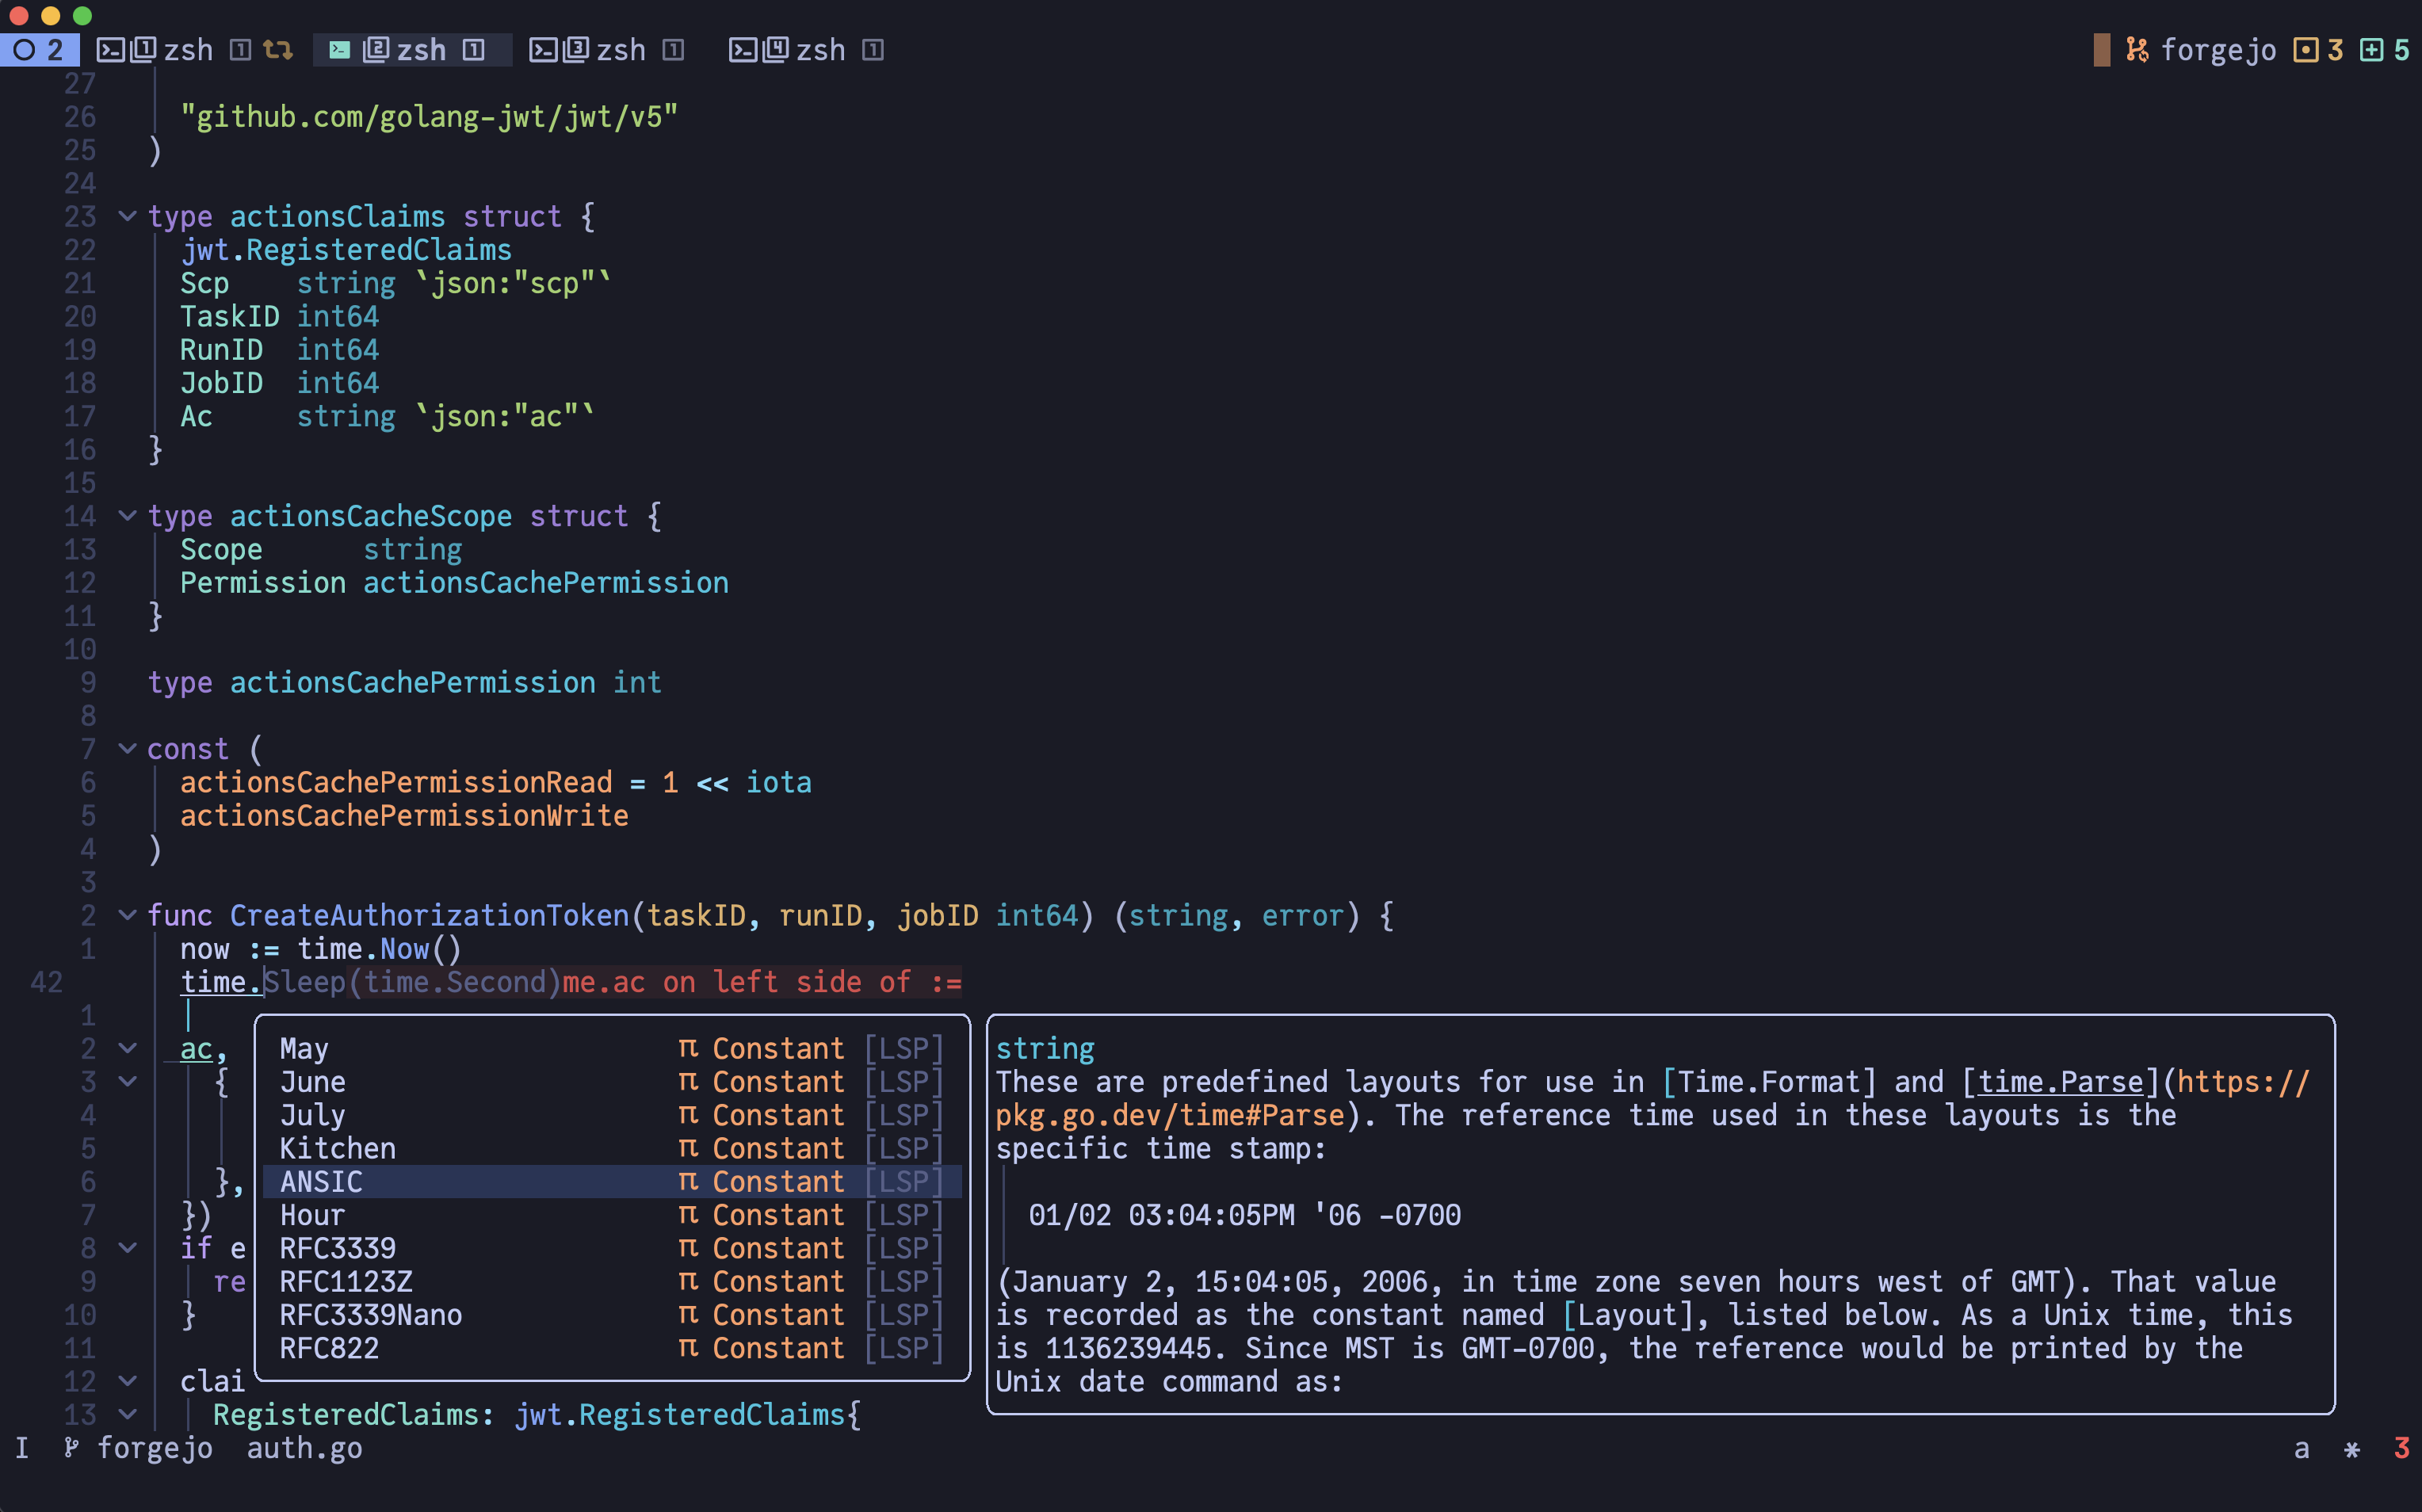 2 1 zsh 1 2 zsh 1 3 zsh 1 4 zsh 1 forgejo 3 5
27
26 "github.com/golang-jwt/jwt/v5"
25 )
24
23 type actionsClaims struct {
22 jwt.RegisteredClaims
21 Scp string `json:"scp"`
20 TaskID int64
19 RunID int64
18 JobID int64
17 Ac string `json:"ac"`
16 }
15
14 type actionsCacheScope struct {
13 Scope string
12 Permission actionsCachePermission
11 }
10
9 type actionsCachePermission int
8
7 const (
6 actionsCachePermissionRead = 1 << iota
5 actionsCachePermissionWrite
4 )
3
2 func CreateAuthorizationToken(taskID, runID, jobID int64) (string, error) {
1 now := time.Now()
42 time.Sleep(time.Second)me.ac on left side of :=
1
2 ac,
3 {
4
5
6 },
7 })
8 if e
9 re
10 }
11
12 clai
13 RegisteredClaims: jwt.RegisteredClaims{
May π Constant [LSP]
June π Constant [LSP]
July π Constant [LSP]
Kitchen π Constant [LSP]
ANSIC π Constant [LSP]
Hour π Constant [LSP]
RFC3339 π Constant [LSP]
RFC1123Z π Constant [LSP]
RFC3339Nano π Constant [LSP]
RFC822 π Constant [LSP]
string
These are predefined layouts for use in [Time.Format] and [time.Parse](https://
pkg.go.dev/time#Parse). The reference time used in these layouts is the
specific time stamp:
01/02 03:04:05PM '06 -0700
(January 2, 15:04:05, 2006, in time zone seven hours west of GMT). That value
is recorded as the constant named [Layout], listed below. As a Unix time, this
is 1136239445. Since MST is GMT-0700, the reference would be printed by the
Unix date command as:
I forgejo auth.go a * 3